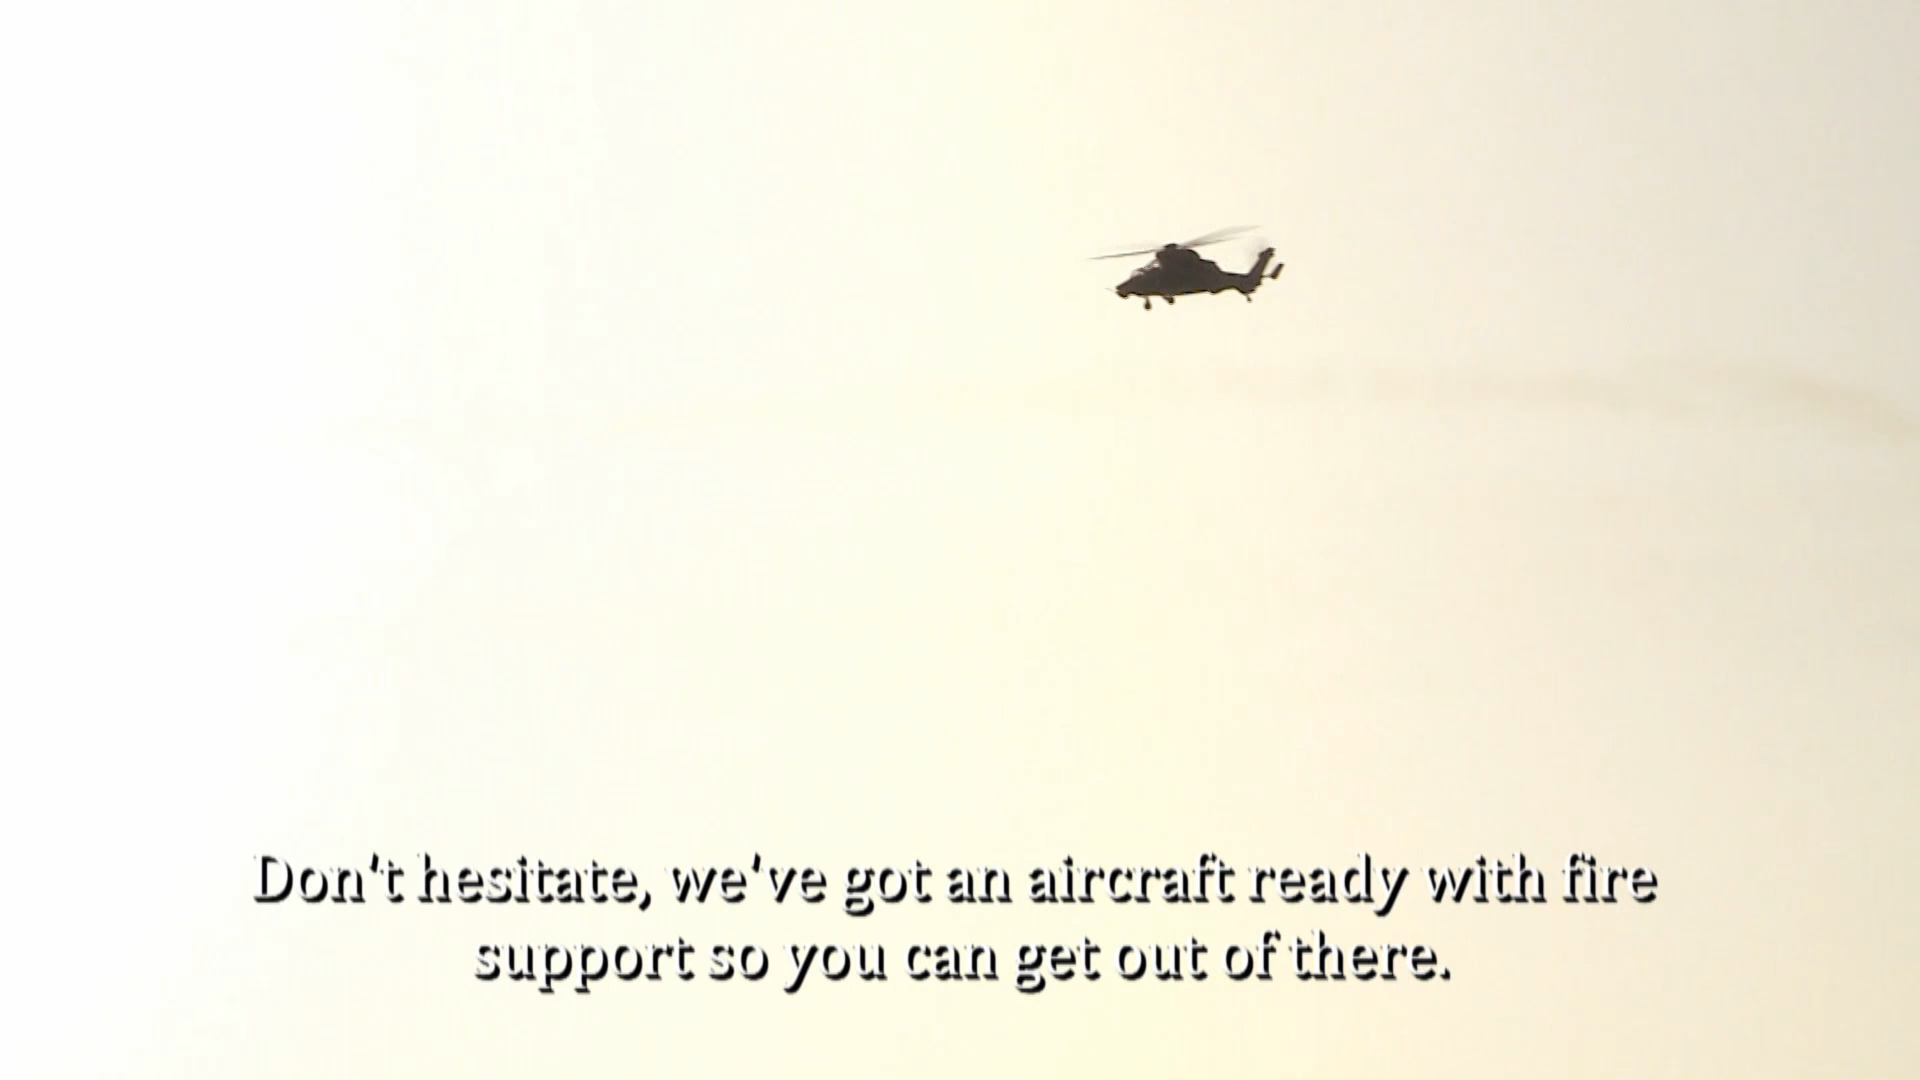 Don't hesitate, we've got an aircraft ready with fire
support so you can get out of there.